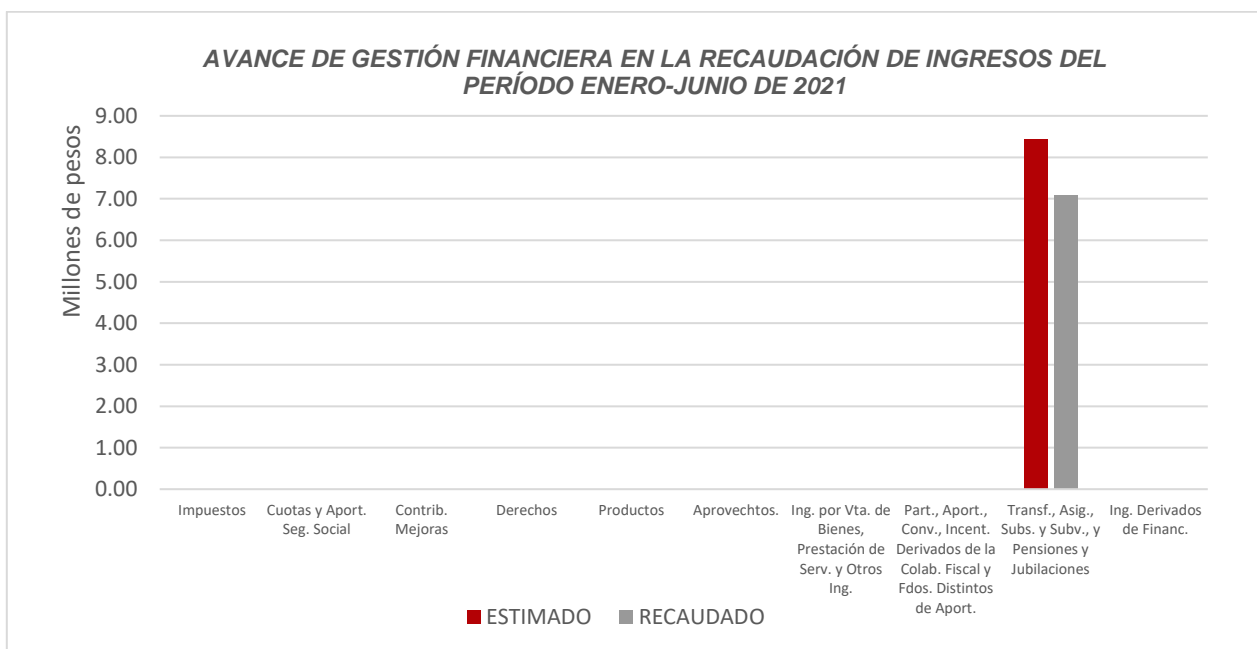 AVANCE DE GESTIÓN FINANCIERA EN LA RECAUDACIÓN DE INGRESOS DEL
PERÍODO ENERO-JUNIO DE 2021
Millones de pesos
9.00
8.00
7.00
6.00
5.00
4.00
3.00
2.00
1.00
0.00
Impuestos
Cuotas y Aport.
Seg. Social
Contrib.
Mejoras
Derechos
Productos
Aprovechtos.
Ing. por Vta. de
Bienes,
Prestación de
Serv. y Otros
Ing.
Part., Aport.,
Conv., Incent.
Derivados de la
Colab. Fiscal y
Fdos. Distintos
de Aport.
Transf., Asig.,
Subs. y Subv., y
Pensiones y
Jubilaciones
Ing. Derivados
de Financ.
ESTIMADO
RECAUDADO